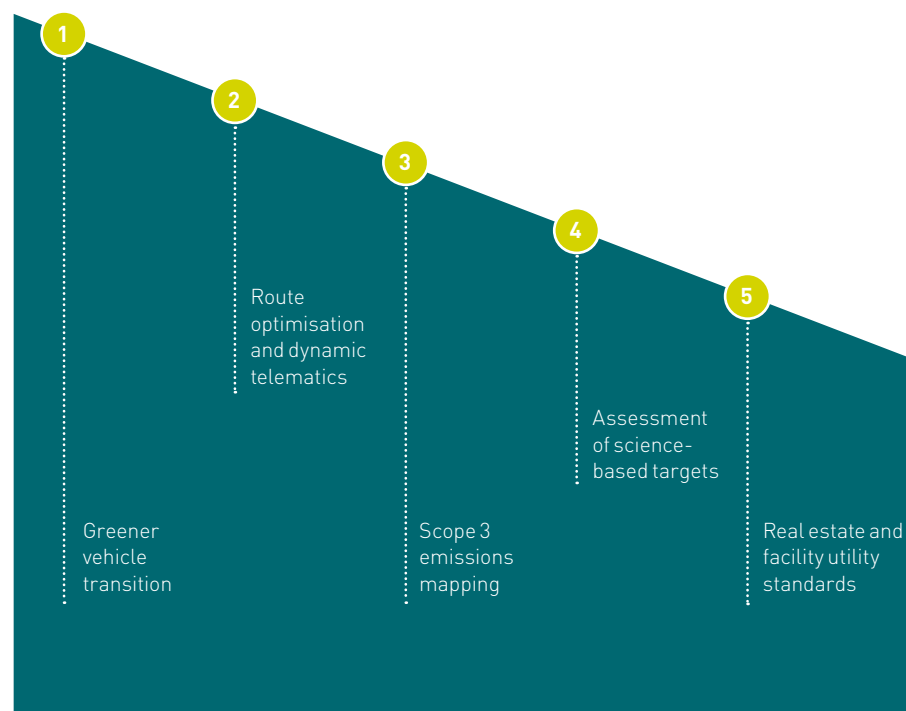 1
Greener
vehicle
transition
2
Route
optimisation
and dynamic
telematics
3
Scope 3
emissions
mapping
4
Assessment
of science-
based targets
5
Real estate and
facility utility
standards